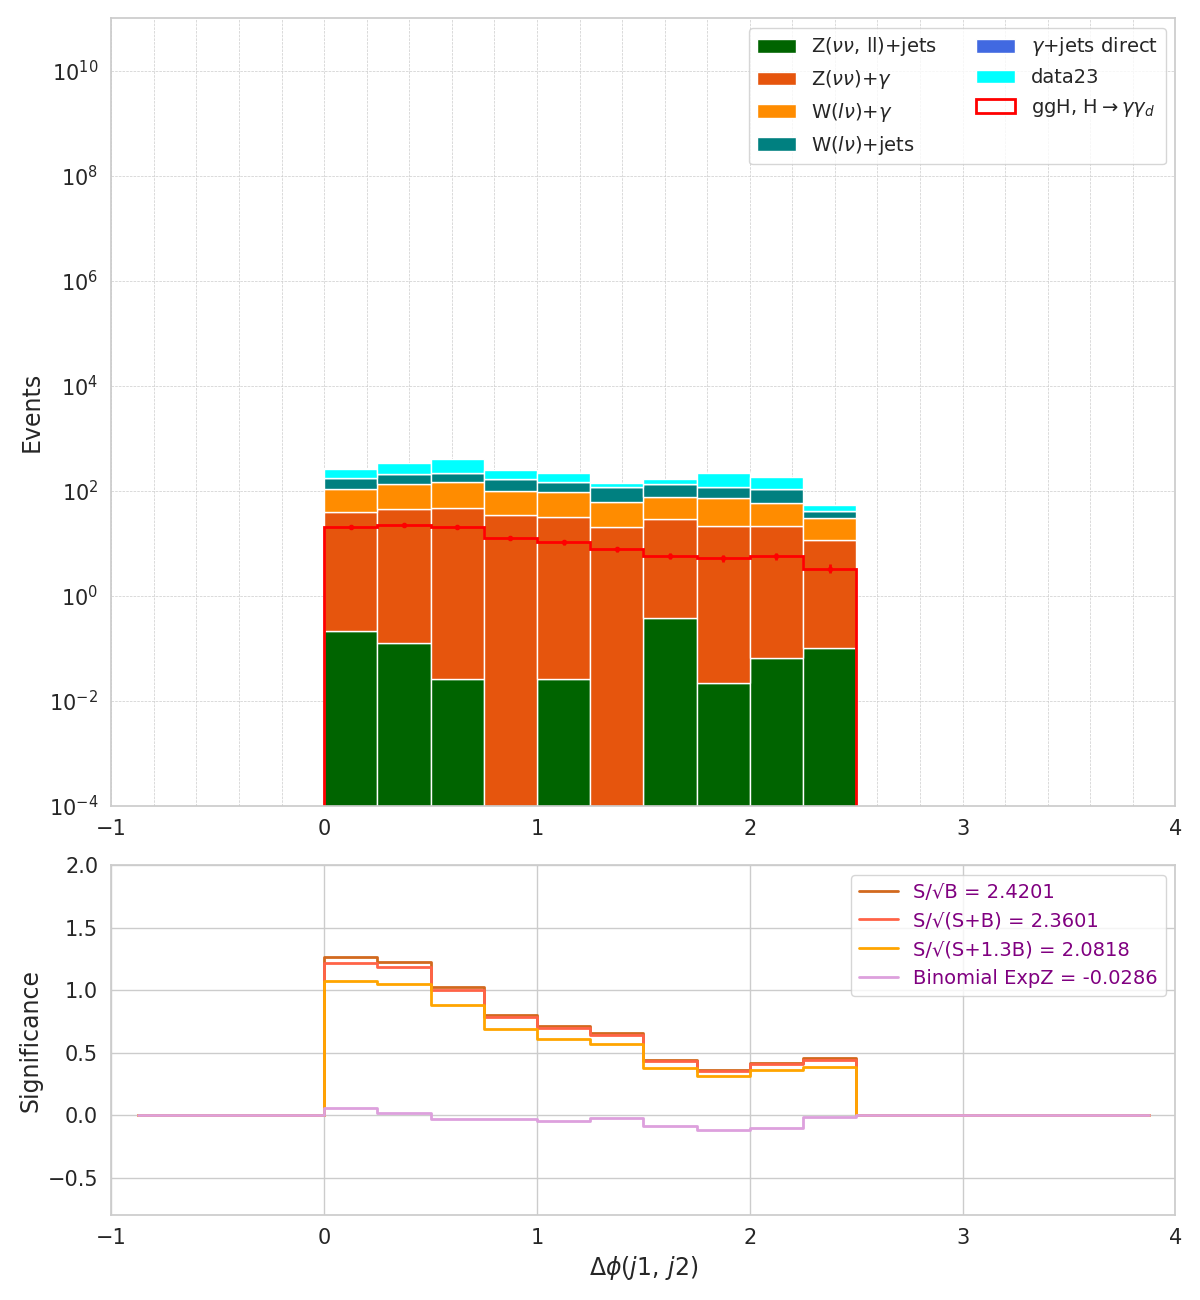 Z(νν, ll)+jets
Z(νν)+γ
W(lν)+γ
W(lν)+jets
γ+jets direct
data23
ggH, H→γγ_d
Events
10^10
10^8
10^6
10^4
10^2
10^0
10^−2
10^−4
−1 0 1 2 3 4
S/√B = 2.4201
S/√(S+B) = 2.3601
S/√(S+1.3B) = 2.0818
Binomial ExpZ = -0.0286
Significance
2.0
1.5
1.0
0.5
0.0
−0.5
−1 0 1 2 3 4
Δϕ(j1, j2)